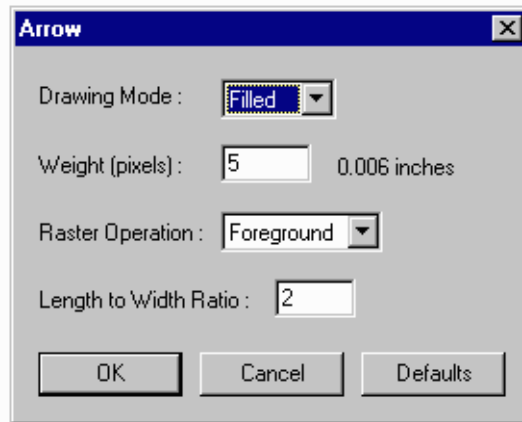 Arrow
Drawing Mode : Filled
Weight (pixels) : 5 0.006 inches
Raster Operation : Foreground
Length to Width Ratio : 2
OK Cancel Defaults